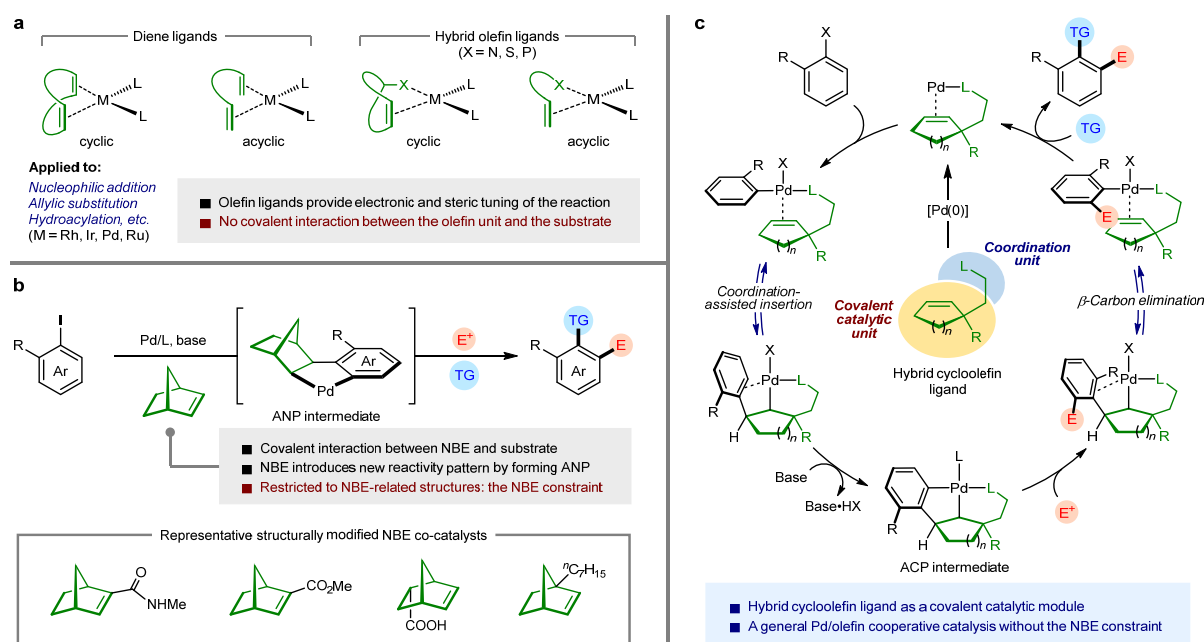 a
Diene ligands
Hybrid olefin ligands
(X = N, S, P)
M
L
L
cyclic
M
L
L
acyclic
X
M
L
L
cyclic
X
M
L
L
acyclic
Applied to:
Nucleophilic addition
Allylic substitution
Hydroacylation, etc.
(M = Rh, Ir, Pd, Ru)
Olefin ligands provide electronic and steric tuning of the reaction
No covalent interaction between the olefin unit and the substrate
b
I
R
Ar
Pd/L, base
R
Ar
Pd
ANP intermediate
E+
TG
TG
R
E
Ar
Covalent interaction between NBE and substrate
NBE introduces new reactivity pattern by forming ANP
Restricted to NBE-related structures: the NBE constraint
Representative structurally modified NBE co-catalysts
O
NHMe
CO2Me
COOH
nC7H15
c
X
R
Pd
L
( )n
R
TG
R
E
TG
R
X
Pd
L
( )n
R
[Pd(0)]
R
X
Pd
L
E
( )n
R
Coordination-
assisted insertion
L
Coordination
unit
Covalent
catalytic
unit
( )n
R
Hybrid cycloolefin
ligand
β-Carbon elimination
X
Pd
L
R
H
( )n
R
X
R
Pd
L
E
H
( )n
R
Base
Base•HX
L
Pd
L
R
H
( )n
R
ACP intermediate
E+
Hybrid cycloolefin ligand as a covalent catalytic module
A general Pd/olefin cooperative catalysis without the NBE constraint